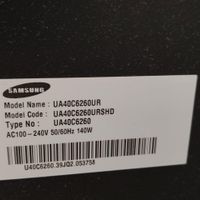 SAMSUNG
Model Name : UA40C6260UR
Model Code : UA40C6260URSHD
Type No : UA40C6260
AC100-240V 50/60Hz 140W
U40C6260.39JQ2.053758